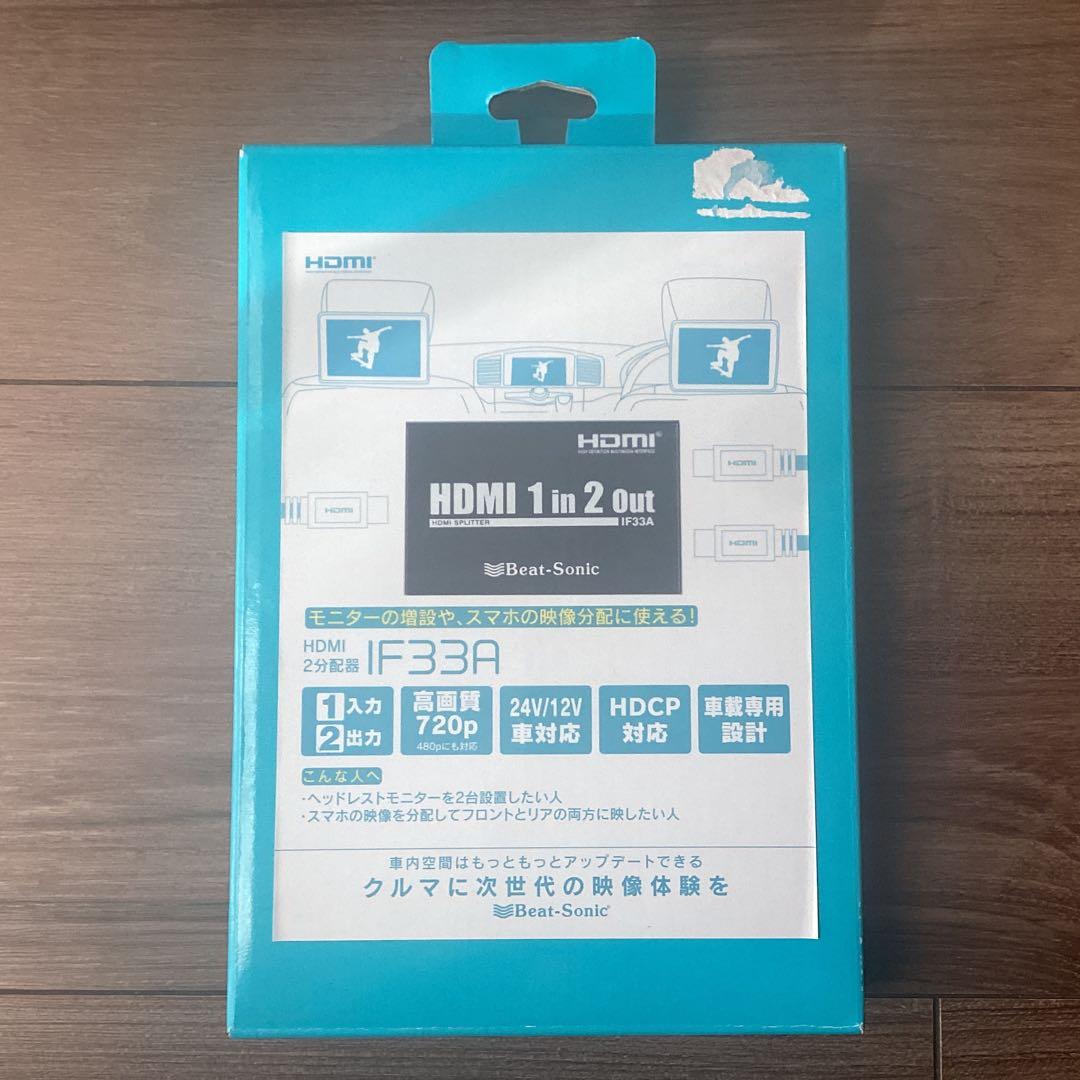 HDMI
HDMI®
HIGH-DEFINITION MULTIMEDIA INTERFACE
HDMI 1 in 2 Out
HDMI SPLITTER
IF33A
Beat-Sonic
HDMI
HDMI
HDMI
モニターの増設や、スマホの映像分配に使える!
HDMI
2分配器 IF33A
1入力
2出力
高画質
720p
480pにも対応
24V/12V
車対応
HDCP
対応
車載専用
設計
こんな人へ
・ヘッドレストモニターを2台設置したい人
・スマホの映像を分配してフロントとリアの両方に映したい人
車内空間はもっともっとアップデートできる
クルマに次世代の映像体験を
Beat-Sonic®